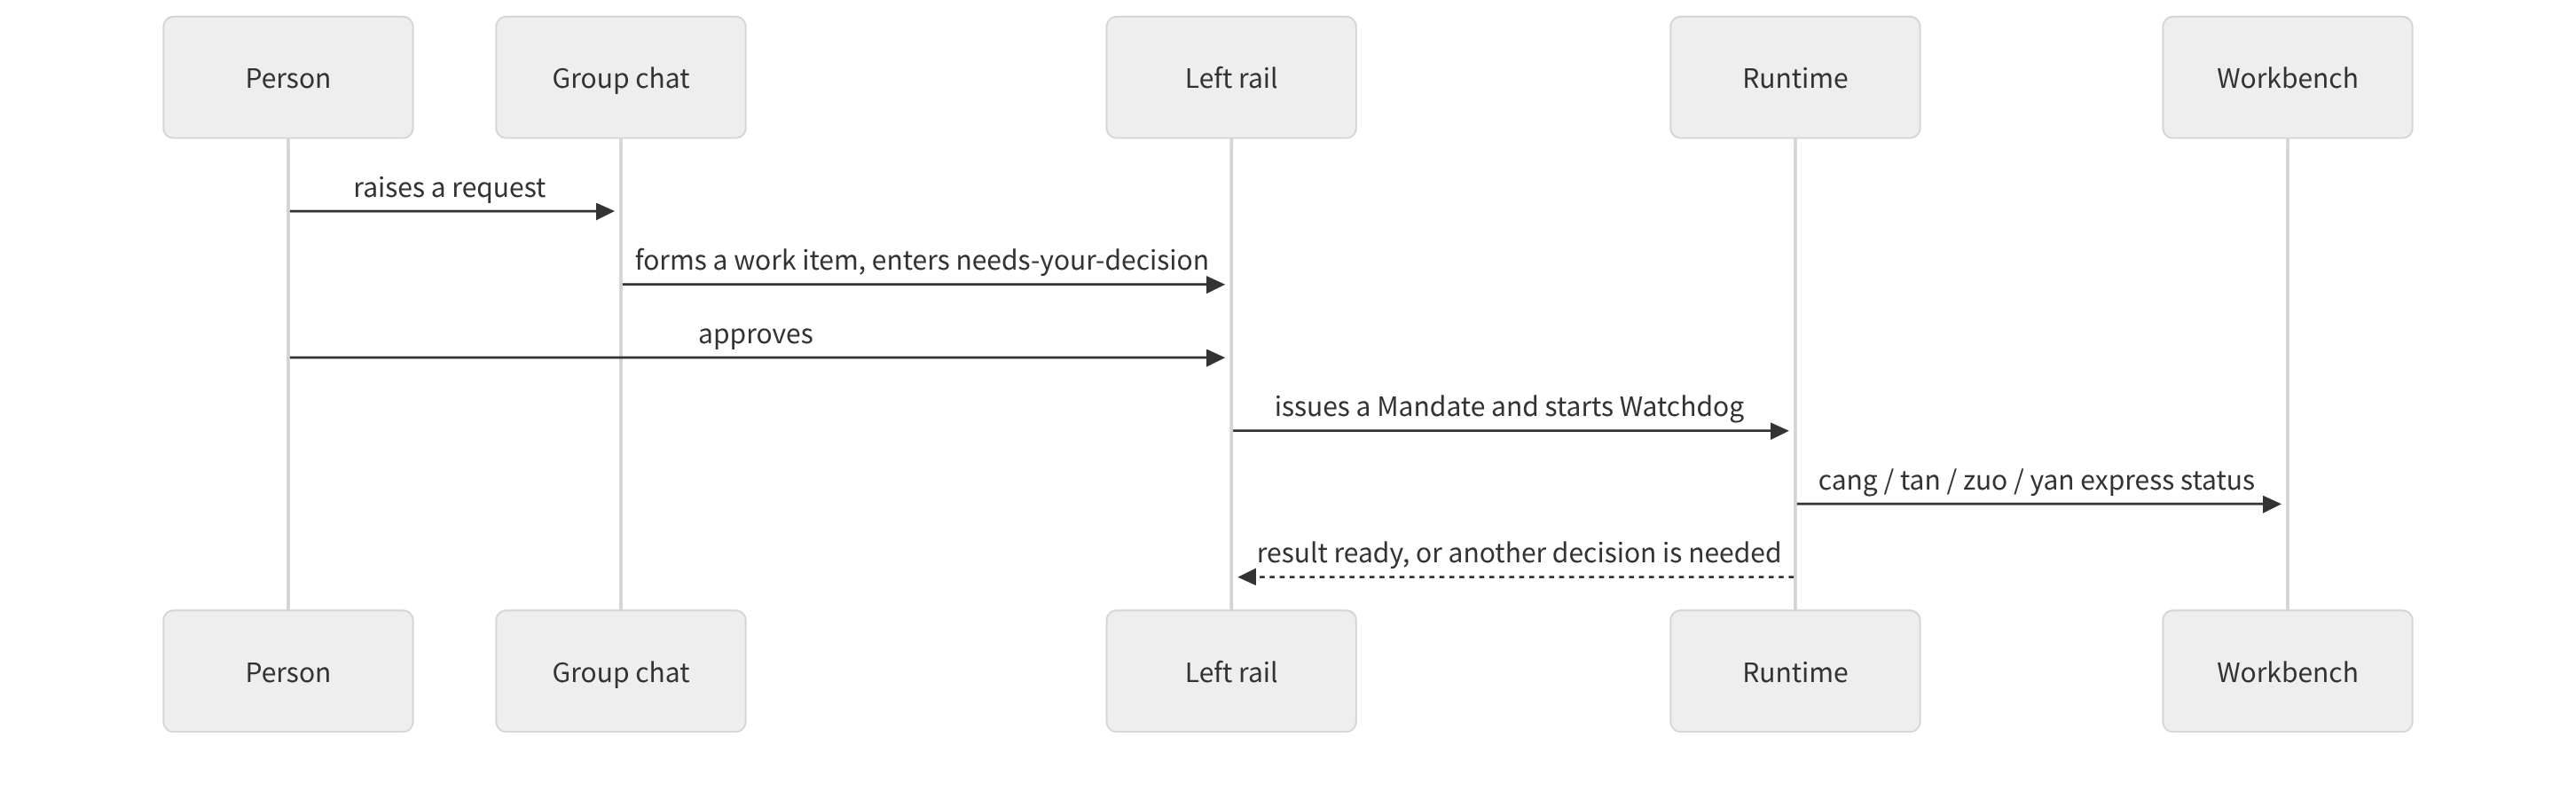 Person
Group chat
Left rail
Runtime
Workbench
raises a request
forms a work item, enters needs-your-decision
approves
issues a Mandate and starts Watchdog
cang / tan / zuo / yan express status
result ready, or another decision is needed
Person
Group chat
Left rail
Runtime
Workbench